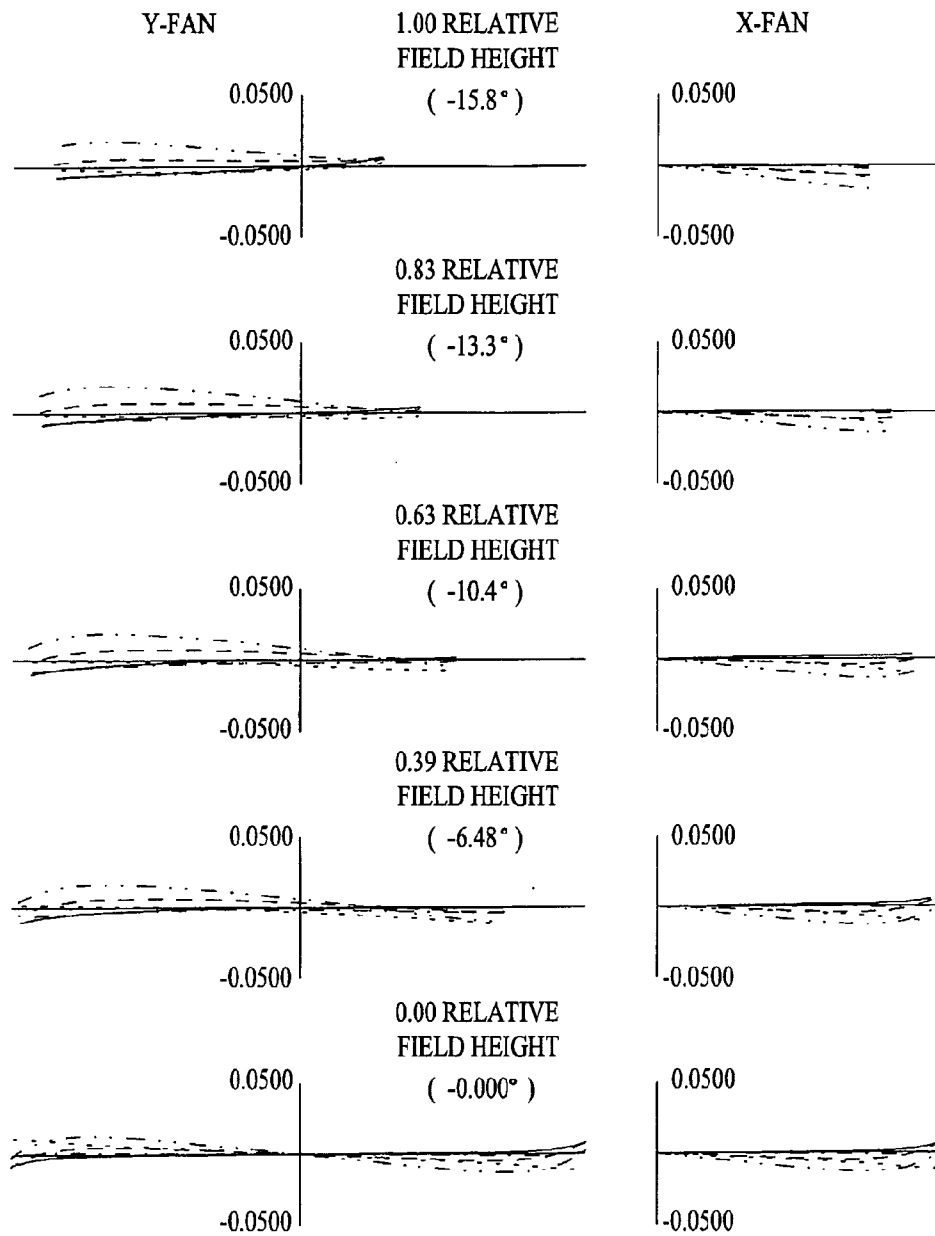 Y-FAN
1.00 RELATIVE
FIELD HEIGHT
( -15.8° )
X-FAN
0.0500
0.0500
-0.0500
-0.0500
0.83 RELATIVE
FIELD HEIGHT
( -13.3° )
0.0500
0.0500
-0.0500
-0.0500
0.63 RELATIVE
FIELD HEIGHT
( -10.4° )
0.0500
0.0500
-0.0500
-0.0500
0.39 RELATIVE
FIELD HEIGHT
( -6.48° )
0.0500
0.0500
-0.0500
-0.0500
0.00 RELATIVE
FIELD HEIGHT
( -0.000° )
0.0500
0.0500
-0.0500
-0.0500